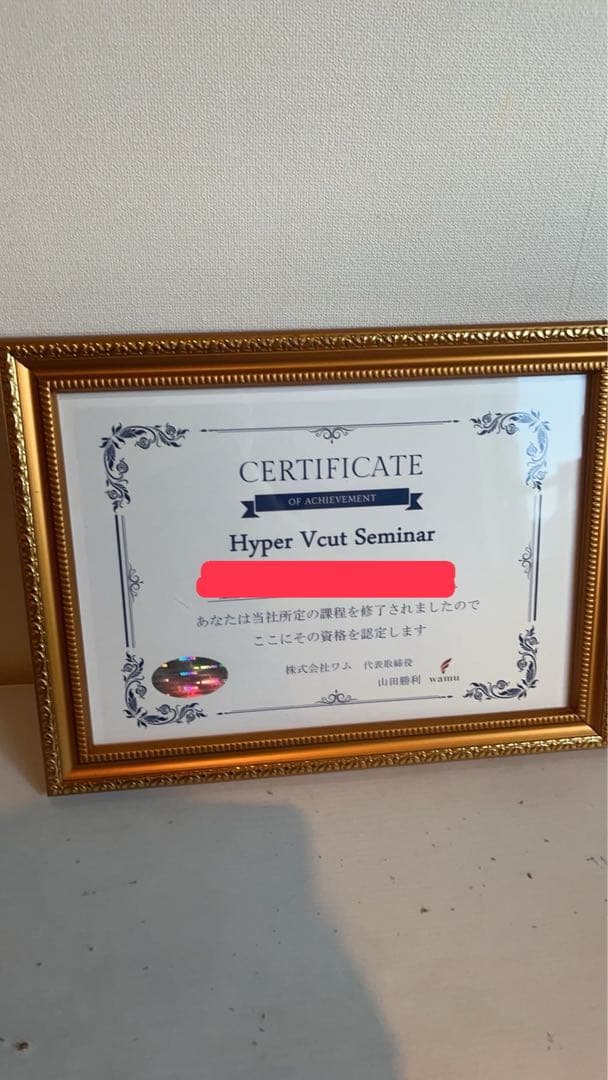 CERTIFICATE
OF ACHIEVEMENT
Hyper Vcut Seminar
あなたは当社所定の課程を修了されましたので
ここにその資格を認定します
株式会社ワム 代表取締役
山田勝利 wamu